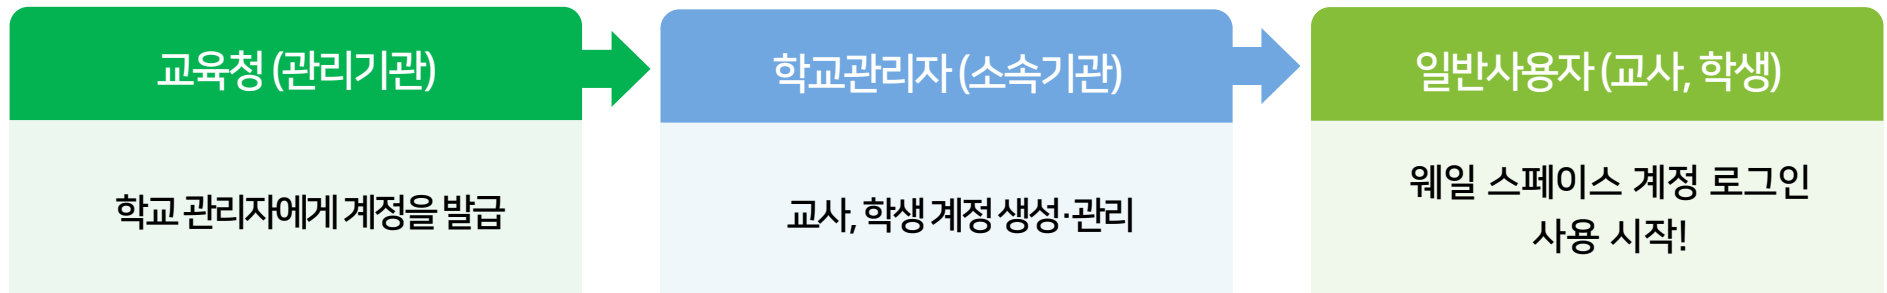 교육청 (관리기관)
학교 관리자에게 계정을 발급
학교관리자 (소속기관)
교사, 학생 계정 생성·관리
일반사용자 (교사, 학생)
웨일 스페이스 계정 로그인
사용 시작!